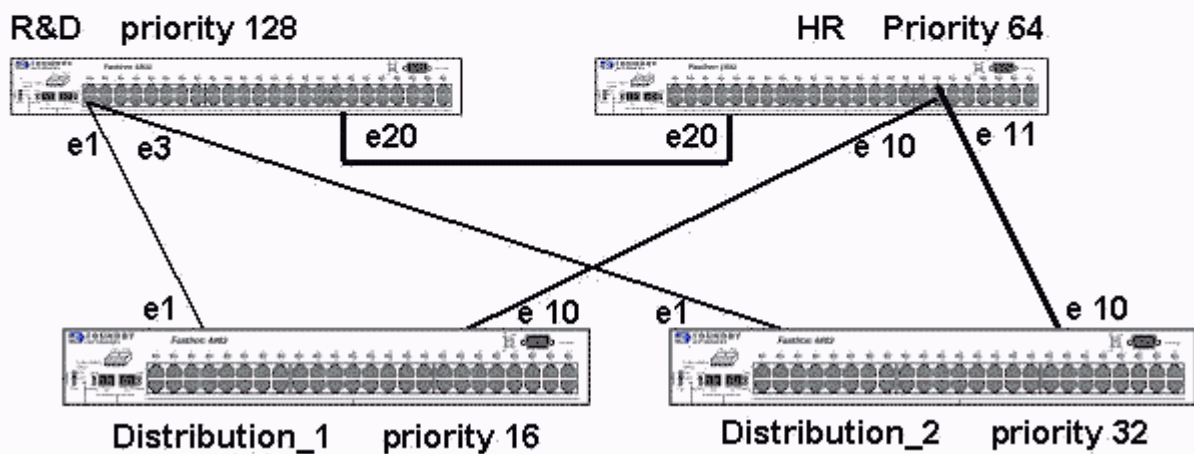 R&D priority 128
HR Priority 64
e1
e3
e20
e20
e 10
e 11
e1
e 10
e1
e 10
Distribution_1 priority 16
Distribution_2 priority 32